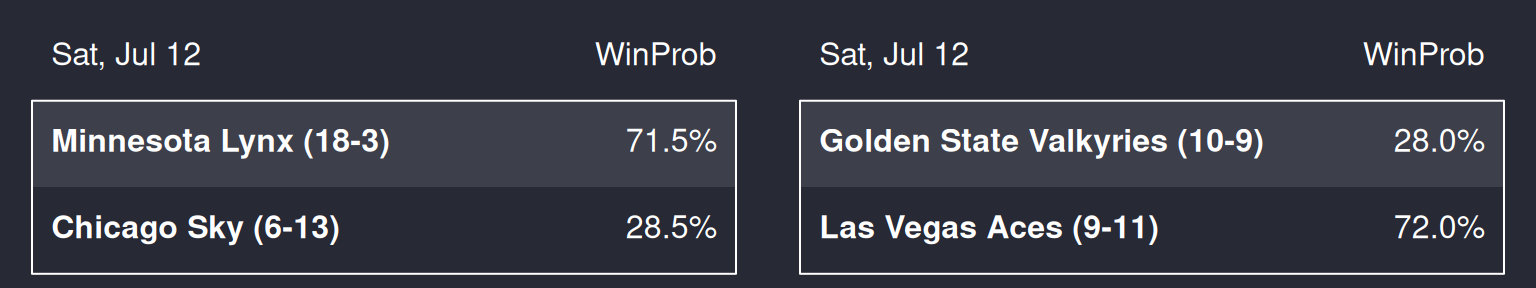 Sat, Jul 12 WinProb
Minnesota Lynx (18-3) 71.5%
Chicago Sky (6-13) 28.5%
Sat, Jul 12 WinProb
Golden State Valkyries (10-9) 28.0%
Las Vegas Aces (9-11) 72.0%